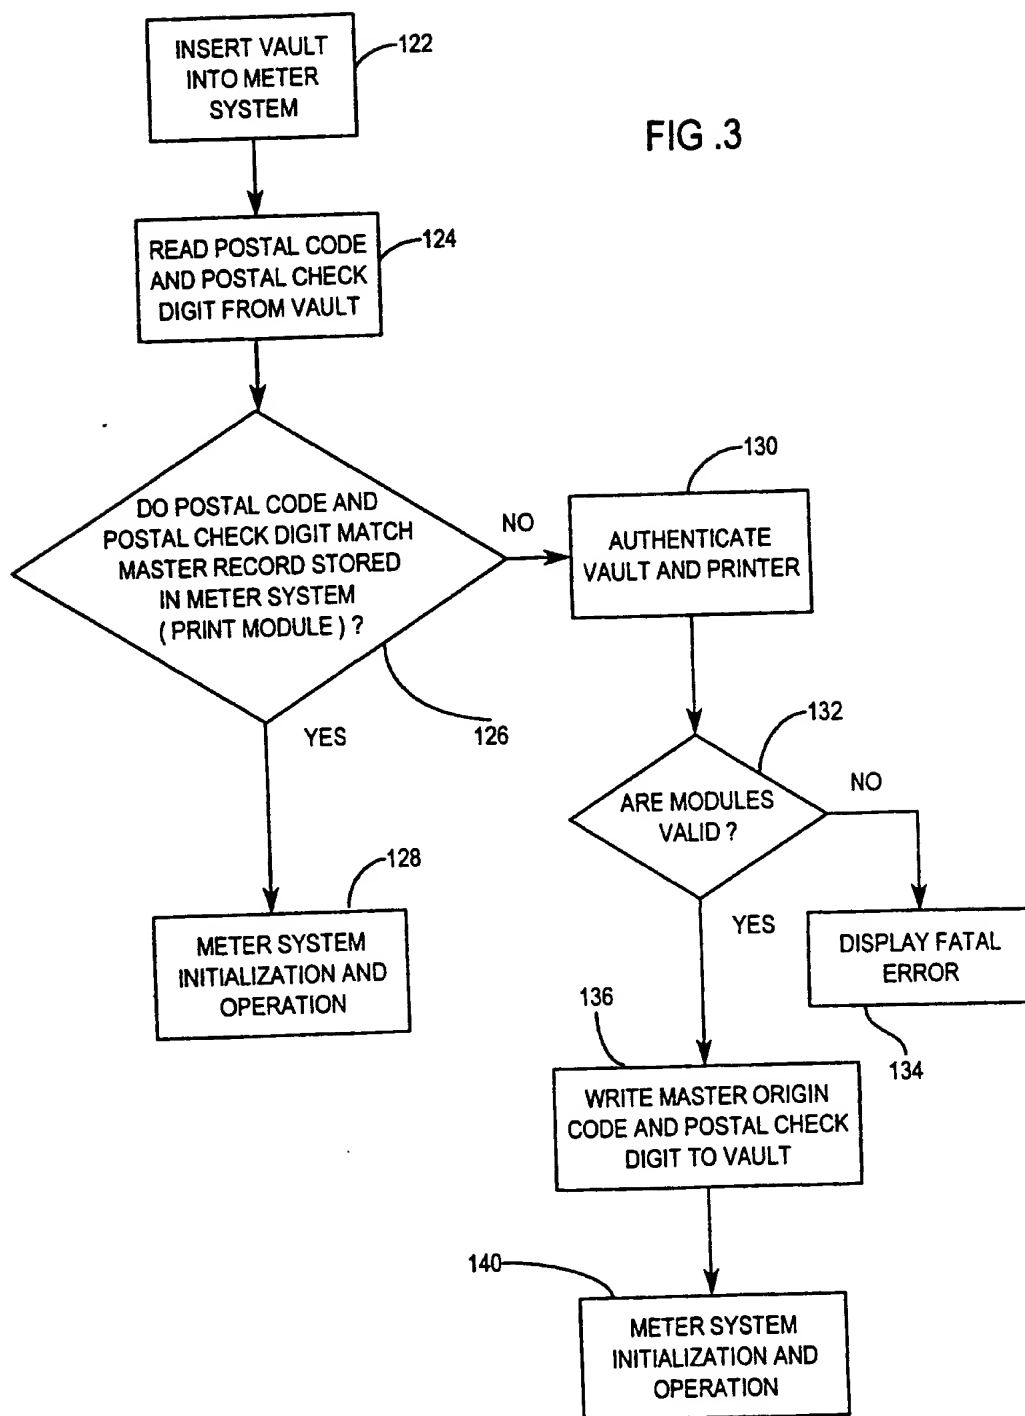 INSERT VAULT
INTO METER
SYSTEM
122
FIG .3
READ POSTAL CODE
AND POSTAL CHECK
DIGIT FROM VAULT
124
DO POSTAL CODE AND
POSTAL CHECK DIGIT MATCH
MASTER RECORD STORED
IN METER SYSTEM
( PRINT MODULE ) ?
126
NO
YES
130
AUTHENTICATE
VAULT AND PRINTER
132
ARE MODULES
VALID ?
NO
YES
128
METER SYSTEM
INITIALIZATION AND
OPERATION
DISPLAY FATAL
ERROR
134
136
WRITE MASTER ORIGIN
CODE AND POSTAL CHECK
DIGIT TO VAULT
140
METER SYSTEM
INITIALIZATION AND
OPERATION